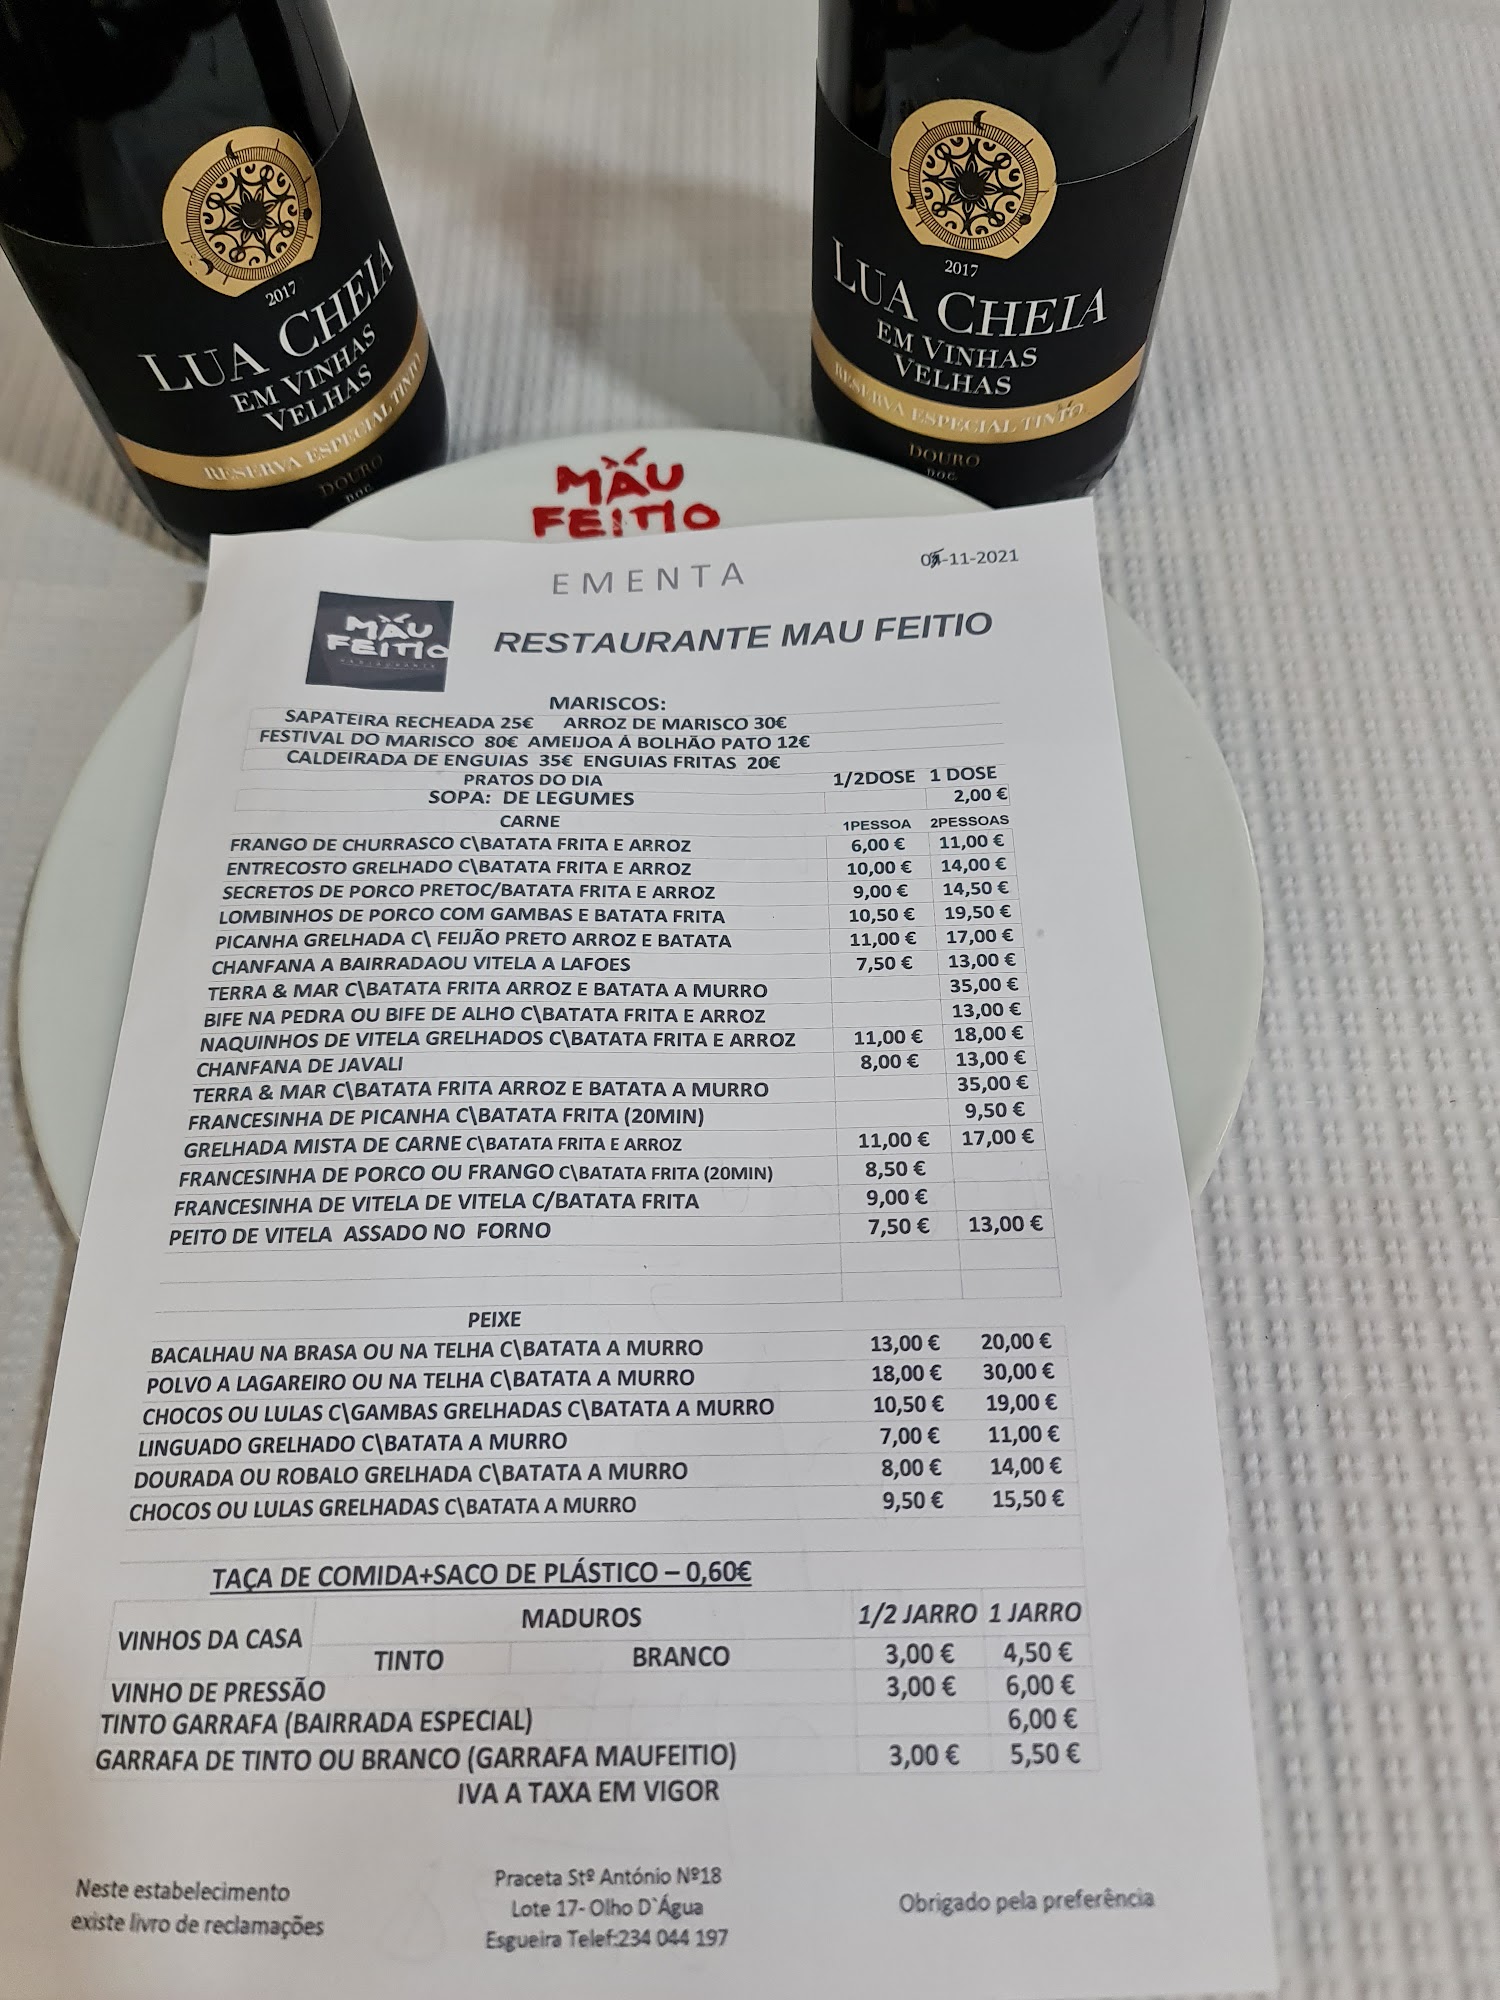 2017
LUA CHEIA
EM VINHAS
VELHAS
RESERVA ESPECIAL TINTO
DOURO
DOC
2017
LUA CHEIA
EM VINHAS
VELHAS
RESERVA ESPECIAL TINTO
DOURO
DOC
MAU
FEITIO
-11-2021
EMENTA
MAU
FEITIO
RESTAURANTE
RESTAURANTE MAU FEITIO
MARISCOS:
SAPATEIRA RECHEADA 25€ ARROZ DE MARISCO 30€
FESTIVAL DO MARISCO 80€ AMEIJOA Á BOLHÃO PATO 12€
CALDEIRADA DE ENGUIAS 35€ ENGUIAS FRITAS 20€
PRATOS DO DIA 1/2DOSE 1 DOSE
SOPA: DE LEGUMES 2,00 €
CARNE 1PESSOA 2PESSOAS
FRANGO DE CHURRASCO C\BATATA FRITA E ARROZ 6,00 € 11,00 €
ENTRECOSTO GRELHADO C\BATATA FRITA E ARROZ 10,00 € 14,00 €
SECRETOS DE PORCO PRETOC/BATATA FRITA E ARROZ 9,00 € 14,50 €
LOMBINHOS DE PORCO COM GAMBAS E BATATA FRITA 10,50 € 19,50 €
PICANHA GRELHADA C\ FEIJÃO PRETO ARROZ E BATATA 11,00 € 17,00 €
CHANFANA A BAIRRADAOU VITELA A LAFOES 7,50 € 13,00 €
TERRA & MAR C\BATATA FRITA ARROZ E BATATA A MURRO 35,00 €
BIFE NA PEDRA OU BIFE DE ALHO C\BATATA FRITA E ARROZ 13,00 €
NAQUINHOS DE VITELA GRELHADOS C\BATATA FRITA E ARROZ 11,00 € 18,00 €
CHANFANA DE JAVALI 8,00 € 13,00 €
TERRA & MAR C\BATATA FRITA ARROZ E BATATA A MURRO 35,00 €
FRANCESINHA DE PICANHA C\BATATA FRITA (20MIN) 9,50 €
GRELHADA MISTA DE CARNE C\BATATA FRITA E ARROZ 11,00 € 17,00 €
FRANCESINHA DE PORCO OU FRANGO C\BATATA FRITA (20MIN) 8,50 €
FRANCESINHA DE VITELA DE VITELA C/BATATA FRITA 9,00 €
PEITO DE VITELA ASSADO NO FORNO 7,50 € 13,00 €
PEIXE
BACALHAU NA BRASA OU NA TELHA C\BATATA A MURRO 13,00 € 20,00 €
POLVO A LAGAREIRO OU NA TELHA C\BATATA A MURRO 18,00 € 30,00 €
CHOCOS OU LULAS C\GAMBAS GRELHADAS C\BATATA A MURRO 10,50 € 19,00 €
LINGUADO GRELHADO C\BATATA A MURRO 7,00 € 11,00 €
DOURADA OU ROBALO GRELHADA C\BATATA A MURRO 8,00 € 14,00 €
CHOCOS OU LULAS GRELHADAS C\BATATA A MURRO 9,50 € 15,50 €
TAÇA DE COMIDA+SACO DE PLÁSTICO – 0,60€
VINHOS DA CASA MADUROS 1/2 JARRO 1 JARRO
TINTO BRANCO 3,00 € 4,50 €
VINHO DE PRESSÃO 3,00 € 6,00 €
TINTO GARRAFA (BAIRRADA ESPECIAL) 6,00 €
GARRAFA DE TINTO OU BRANCO (GARRAFA MAUFEITIO) 3,00 € 5,50 €
IVA A TAXA EM VIGOR
Neste estabelecimento
existe livro de reclamações
Praceta Stº António Nº18
Lote 17- Olho D`Água
Esgueira Telef:234 044 197
Obrigado pela preferência